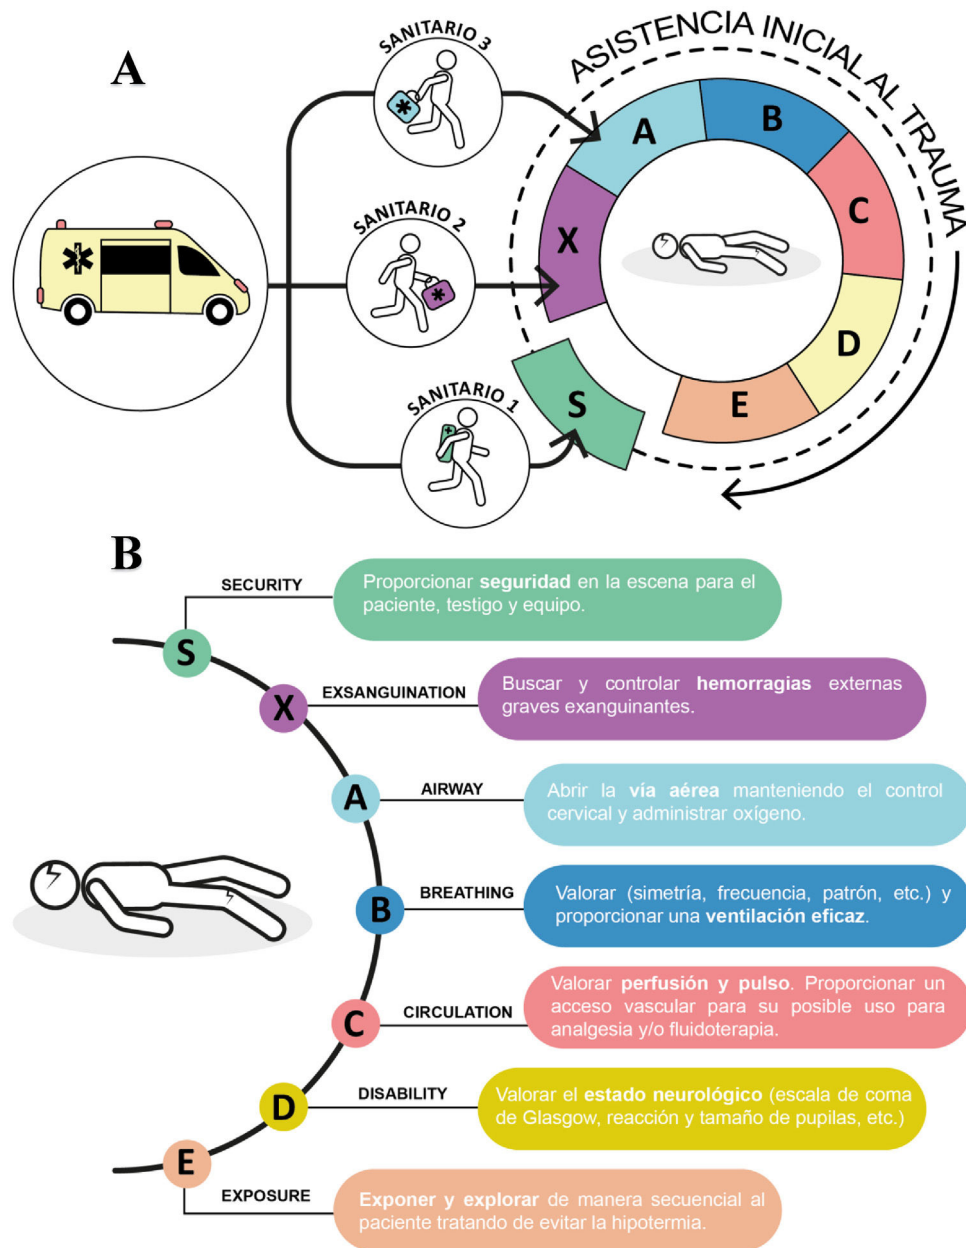 A
SANITARIO 3
SANITARIO 2
SANITARIO 1
ASISTENCIA INICIAL AL TRAUMA
S
X
A
B
C
D
E
B
S
SECURITY
Proporcionar seguridad en la escena para el
paciente, testigo y equipo.
X
EXSANGUINATION
Buscar y controlar hemorragias externas
graves exanguinantes.
A
AIRWAY
Abrir la vía aérea manteniendo el control
cervical y administrar oxígeno.
B
BREATHING
Valorar (simetría, frecuencia, patrón, etc.) y
proporcionar una ventilación eficaz.
C
CIRCULATION
Valorar perfusión y pulso. Proporcionar un
acceso vascular para su posible uso para
analgesia y/o fluidoterapia.
D
DISABILITY
Valorar el estado neurológico (escala de coma
de Glasgow, reacción y tamaño de pupilas, etc.)
E
EXPOSURE
Exponer y explorar de manera secuencial al
paciente tratando de evitar la hipotermia.